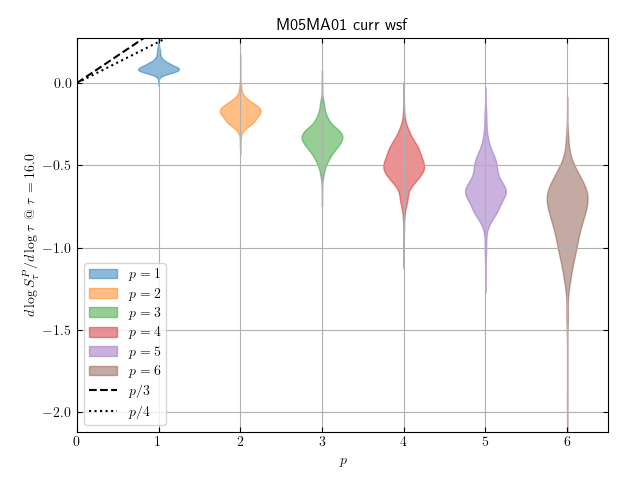 M05MA01 curr wsf
d log S_τ^P / d log τ @ τ = 16.0
0.0
−0.5
−1.0
−1.5
−2.0
p = 1
p = 2
p = 3
p = 4
p = 5
p = 6
p/3
p/4
0 1 2 3 4 5 6
p